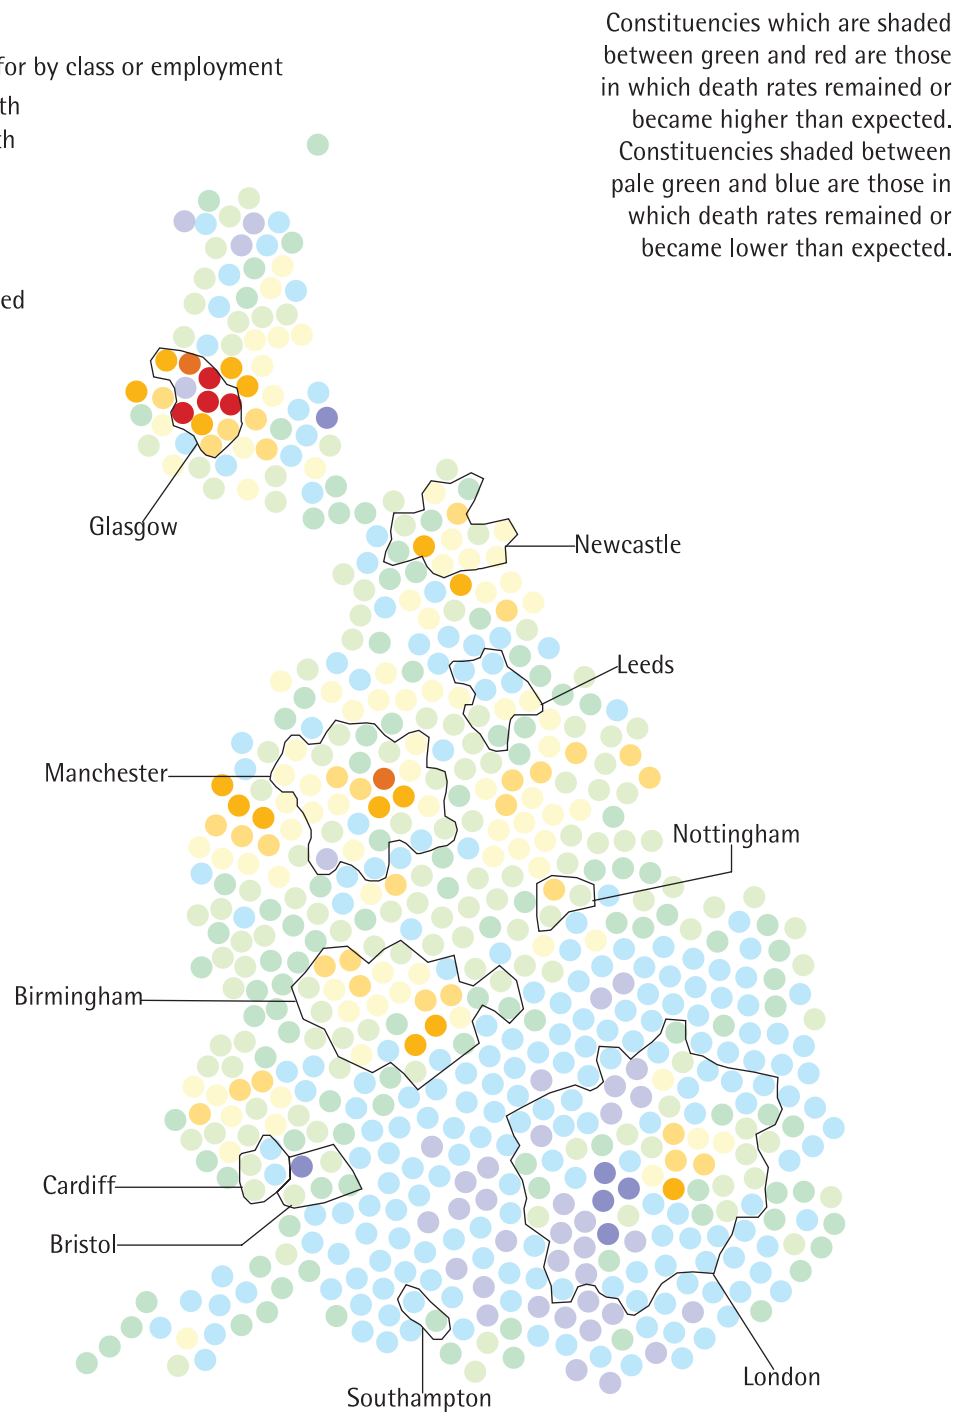 for by class or employment
th
th
ed
Constituencies which are shaded
between green and red are those
in which death rates remained or
became higher than expected.
Constituencies shaded between
pale green and blue are those in
which death rates remained or
became lower than expected.
Glasgow
Newcastle
Leeds
Manchester
Nottingham
Birmingham
Cardiff
Bristol
London
Southampton